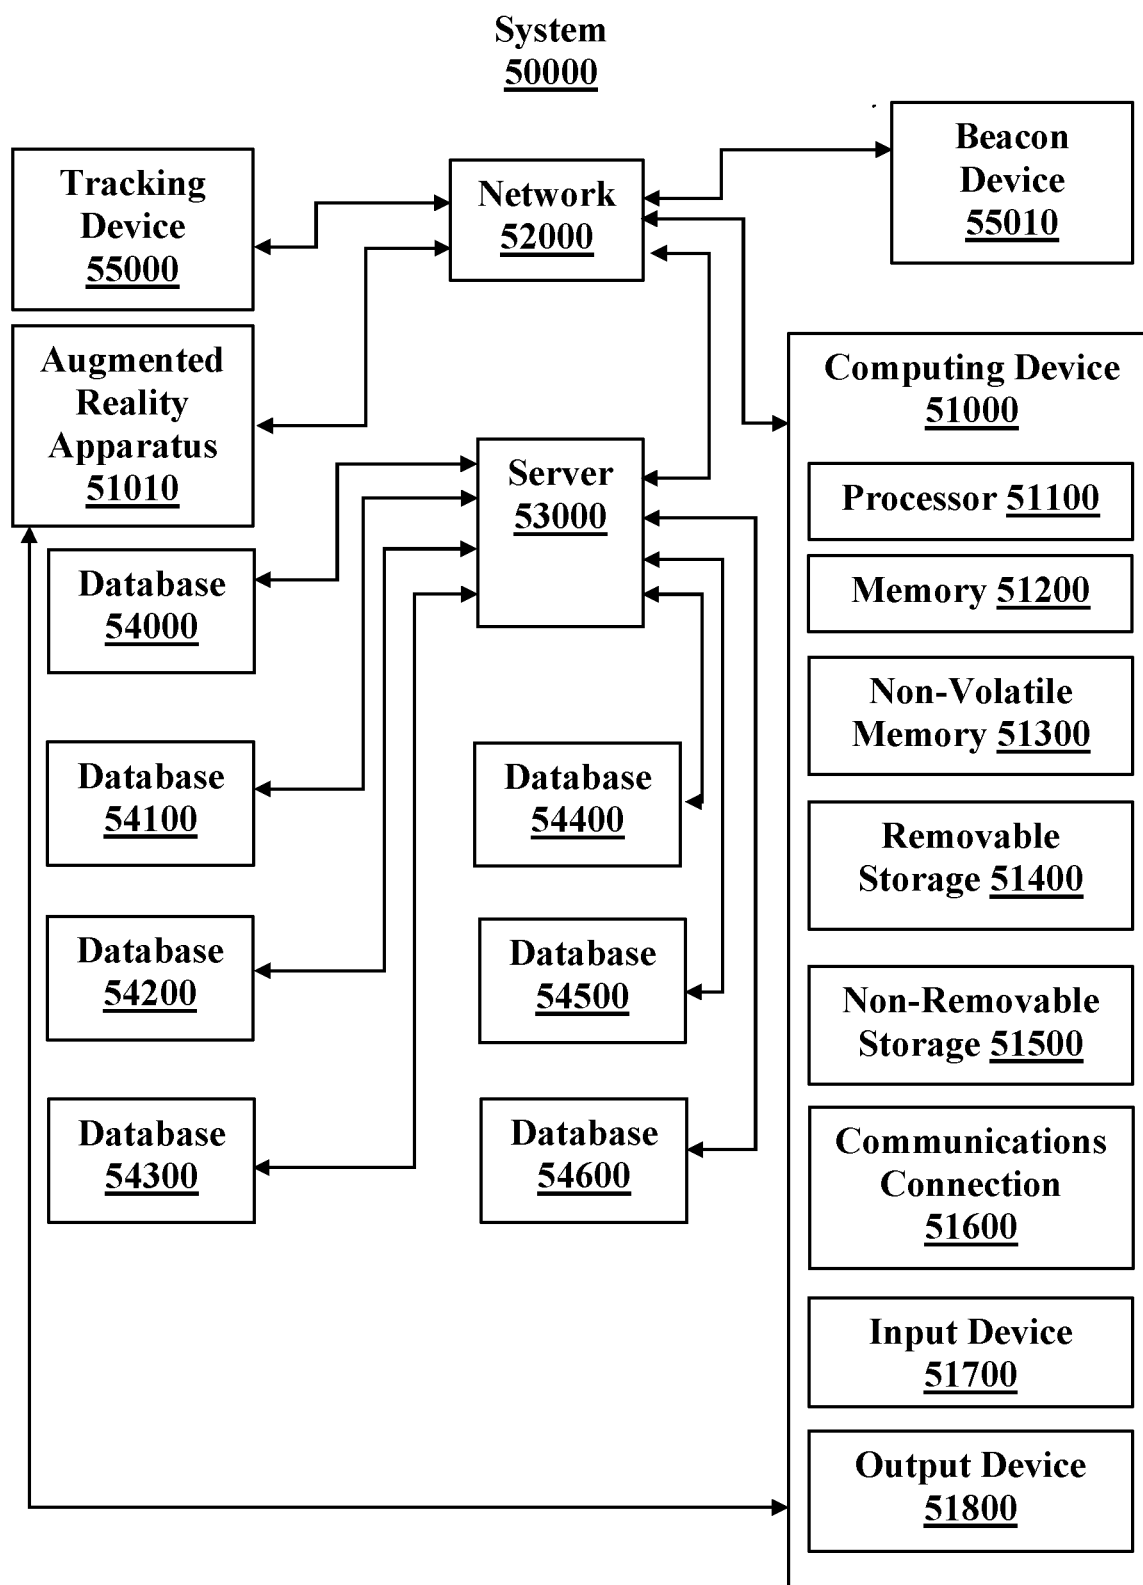 System
50000
Tracking
Device
55000
Network
52000
Beacon
Device
55010
Augmented
Reality
Apparatus
51010
Server
53000
Database
54000
Database
54100
Database
54200
Database
54300
Database
54400
Database
54500
Database
54600
Computing Device
51000
Processor 51100
Memory 51200
Non-Volatile
Memory 51300
Removable
Storage 51400
Non-Removable
Storage 51500
Communications
Connection
51600
Input Device
51700
Output Device
51800